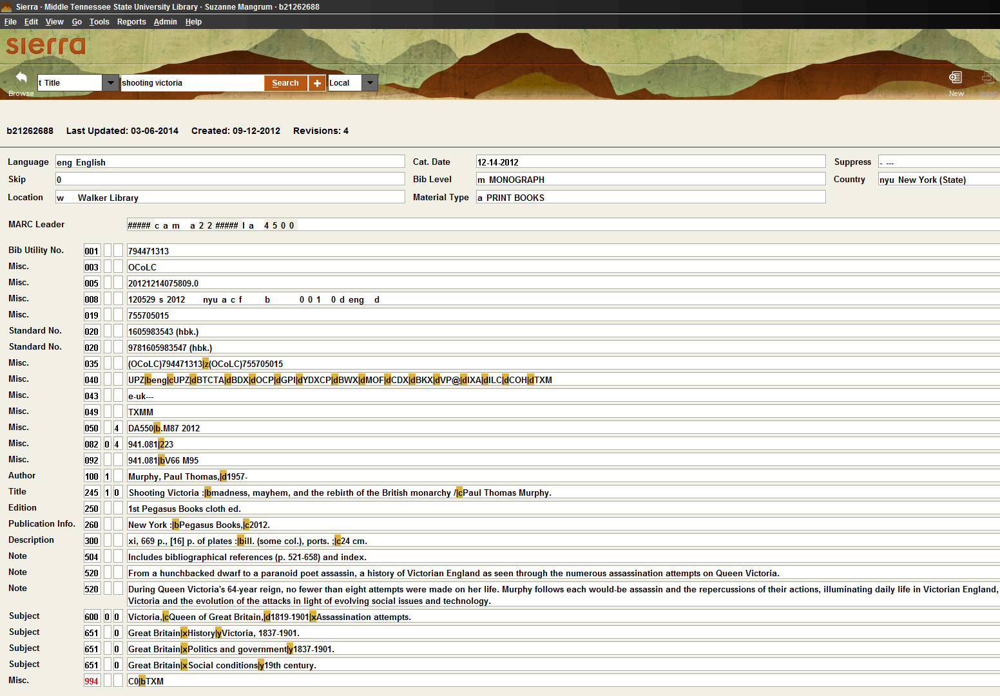 Sierra · Middle Tennessee State University Library · Suzanne Mangrum · b21262688
File Edit View Go Tools Reports Admin Help
sierra
Browse t Title shooting victoria Search + Local New Insert
b21262688 Last Updated: 03-06-2014 Created: 09-12-2012 Revisions: 4
Language eng English Cat. Date 12-14-2012 Suppress - ---
Skip 0 Bib Level m MONOGRAPH Country nyu New York (State)
Location w Walker Library Material Type a PRINT BOOKS
MARC Leader ##### c a m a 2 2 ##### I a 4 5 0 0
Bib Utility No. 001 794471313
Misc. 003 OCoLC
Misc. 005 20121214075809.0
Misc. 008 120529 s 2012 nyu a c f b 0 0 1 0 d eng d
Misc. 019 755705015
Standard No. 020 1605983543 (hbk.)
Standard No. 020 9781605983547 (hbk.)
Misc. 035 (OCoLC)794471313|z(OCoLC)755705015
Misc. 040 UPZ|beng|cUPZ|dBTCTA|dBDX|dOCP|dGPI|dYDXCP|dBWX|dMOF|dCDX|dBKX|dVP@|dIXA|dILC|dCOH|dTXM
Misc. 043 e-uk---
Misc. 049 TXMM
Misc. 050 4 DA550|b.M87 2012
Misc. 082 0 4 941.081|223
Misc. 092 941.081|bV66 M95
Author 100 1 Murphy, Paul Thomas,|d1957-
Title 245 1 0 Shooting Victoria :|bmadness, mayhem, and the rebirth of the British monarchy /|cPaul Thomas Murphy.
Edition 250 1st Pegasus Books cloth ed.
Publication Info. 260 New York :|bPegasus Books,|c2012.
Description 300 xi, 669 p., [16] p. of plates :|bill. (some col.), ports. ;|c24 cm.
Note 504 Includes bibliographical references (p. 521-658) and index.
Note 520 From a hunchbacked dwarf to a paranoid poet assassin, a history of Victorian England as seen through the numerous assassination attempts on Queen Victoria.
Note 520 During Queen Victoria's 64-year reign, no fewer than eight attempts were made on her life. Murphy follows each would-be assassin and the repercussions of their actions, illuminating daily life in Victorian England,
Victoria and the evolution of the attacks in light of evolving social issues and technology.
Subject 600 0 0 Victoria,|cQueen of Great Britain,|d1819-1901|xAssassination attempts.
Subject 651 0 Great Britain|xHistory|yVictoria, 1837-1901.
Subject 651 0 Great Britain|xPolitics and government|y1837-1901.
Subject 651 0 Great Britain|xSocial conditions|y19th century.
Misc. 994 C0|bTXM